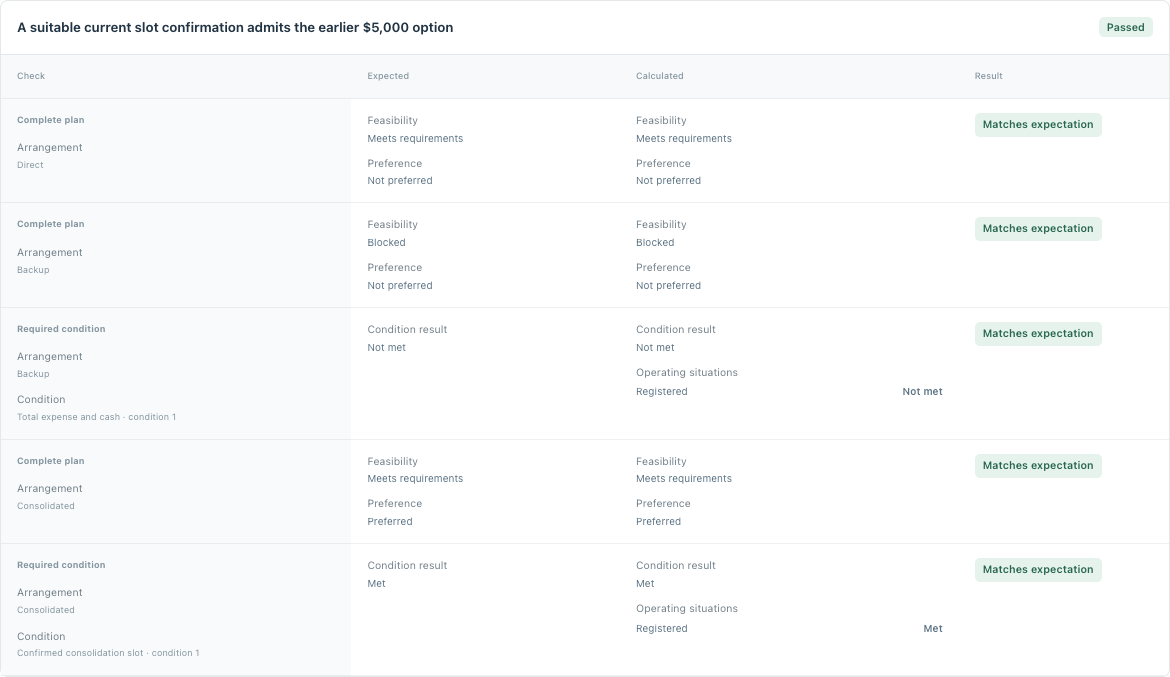 A suitable current slot confirmation admits the earlier $5,000 option
Passed
Check
Expected
Calculated
Result
Complete plan
Arrangement
Direct
Feasibility
Meets requirements
Preference
Not preferred
Feasibility
Meets requirements
Preference
Not preferred
Matches expectation
Complete plan
Arrangement
Backup
Feasibility
Blocked
Preference
Not preferred
Feasibility
Blocked
Preference
Not preferred
Matches expectation
Required condition
Arrangement
Backup
Condition
Total expense and cash · condition 1
Condition result
Not met
Condition result
Not met
Operating situations
Registered Not met
Matches expectation
Complete plan
Arrangement
Consolidated
Feasibility
Meets requirements
Preference
Preferred
Feasibility
Meets requirements
Preference
Preferred
Matches expectation
Required condition
Arrangement
Consolidated
Condition
Confirmed consolidation slot · condition 1
Condition result
Met
Condition result
Met
Operating situations
Registered Met
Matches expectation